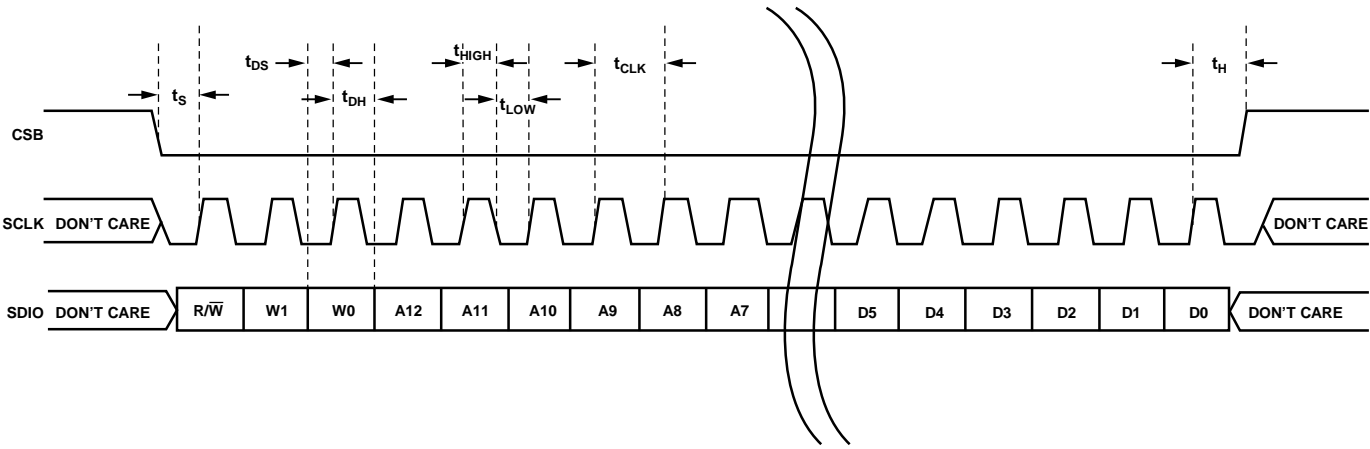 tHIGH
tDS
tCLK
tH
tS
tDH
tLOW
CSB
SCLK DON'T CARE DON'T CARE
SDIO DON'T CARE R/W̅ W1 W0 A12 A11 A10 A9 A8 A7 D5 D4 D3 D2 D1 D0 DON'T CARE